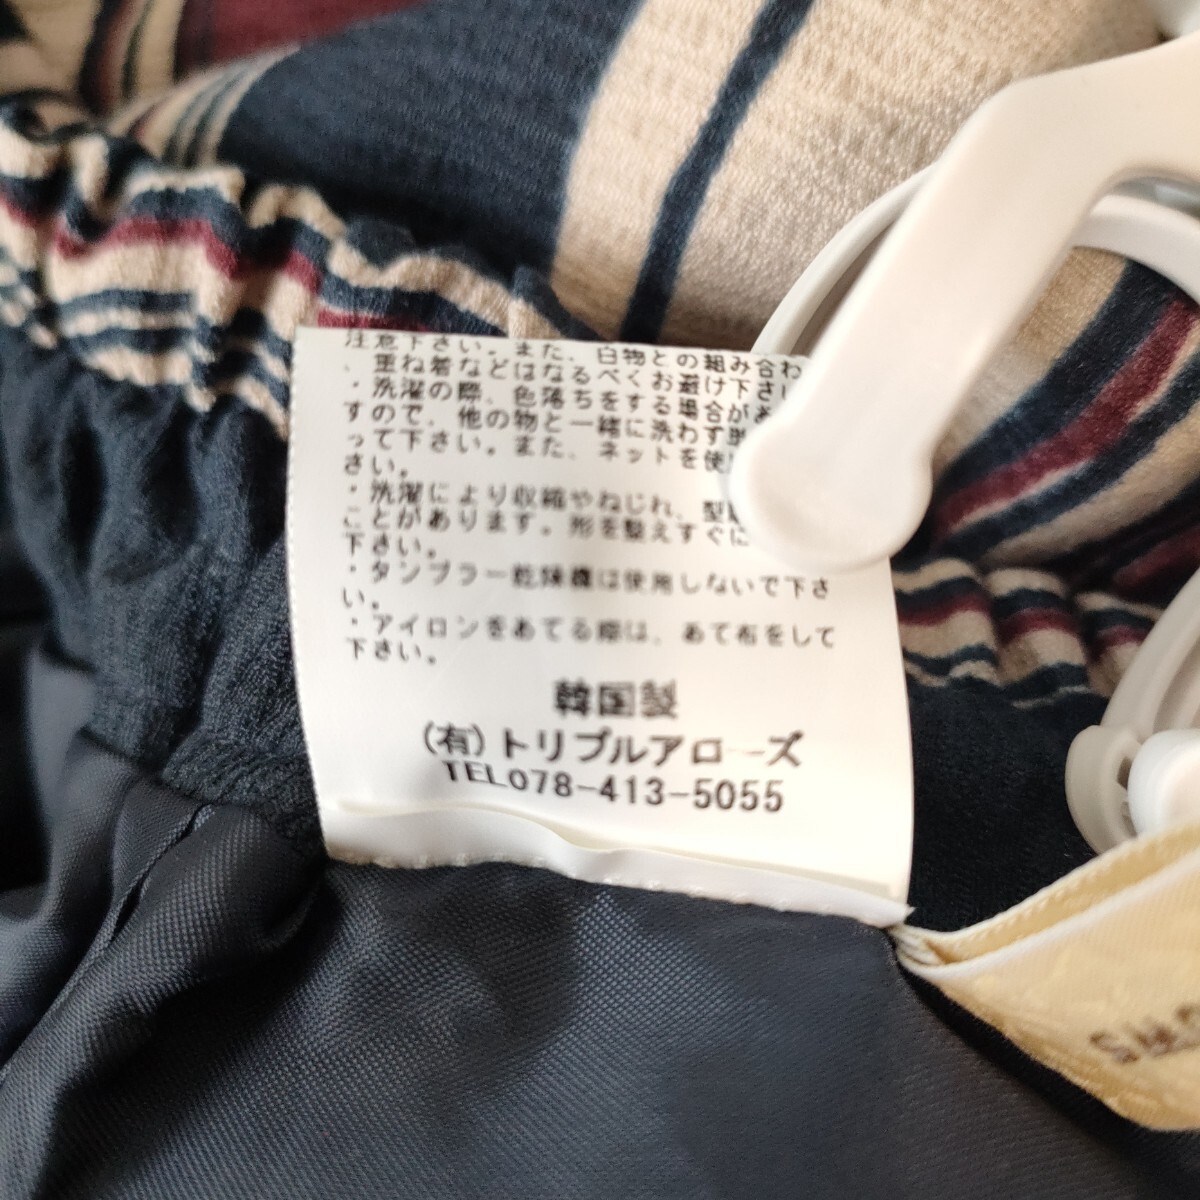 注意下さい。また、白物との組み合わ
、重ね着などはなるべくお避け下さい
・洗濯の際、色落ちをする場合があ
すので、他の物と一緒に洗わず単
って下さい。また、ネットを使
さい。
・洗濯により収縮やねじれ、型
ことがあります。形を整えすぐに
下さい。
・タンブラー乾燥機は使用しないで下さ
い。
・アイロンをあてる際は、あて布をして
下さい。
韓国製
(有)トリプルアローズ
TEL078-413-5055